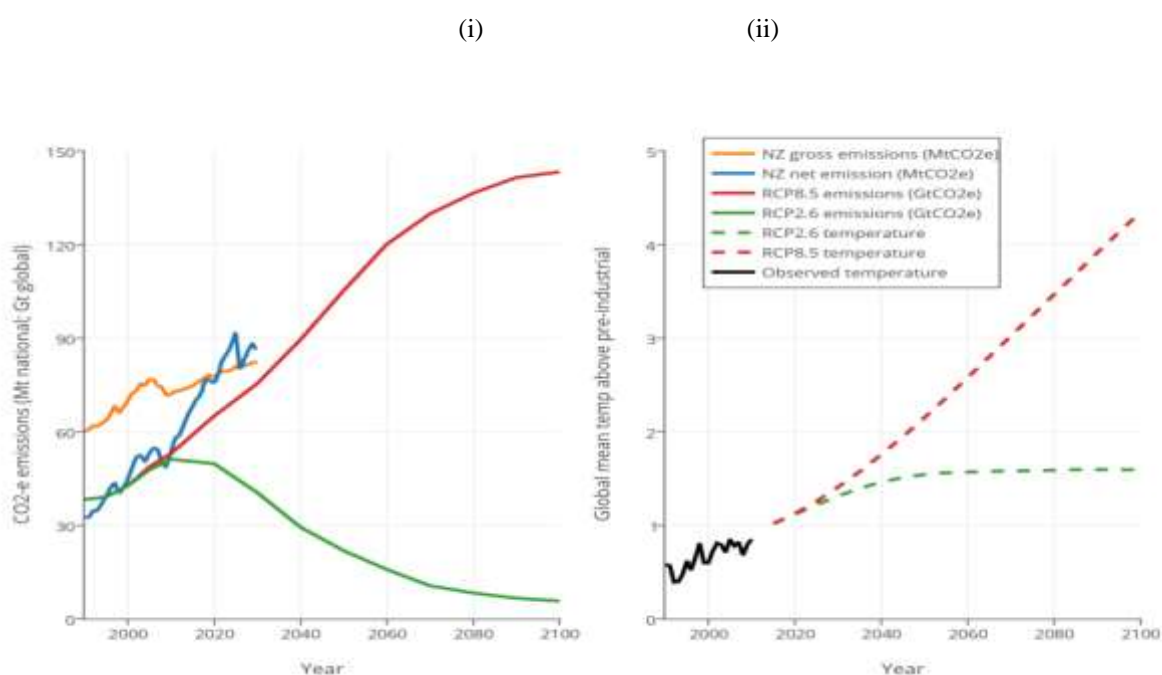 (i) (ii)
CO2-e emissions (Mt national; Gt global)
150
120
90
60
30
0
2000 2020 2040 2060 2080 2100
Year
Global mean temp above pre-industrial
5
4
3
2
1
0
NZ gross emissions (MtCO2e)
NZ net emission (MtCO2e)
RCP8.5 emissions (GtCO2e)
RCP2.6 emissions (GtCO2e)
RCP2.6 temperature
RCP8.5 temperature
Observed temperature
2000 2020 2040 2060 2080 2100
Year